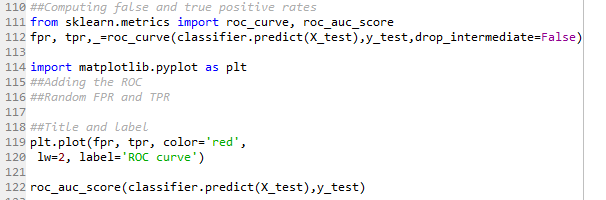 110 ##Computing false and true positive rates
111 from sklearn.metrics import roc_curve, roc_auc_score
112 fpr, tpr,_=roc_curve(classifier.predict(X_test),y_test,drop_intermediate=False)
113
114 import matplotlib.pyplot as plt
115 ##Adding the ROC
116 ##Random FPR and TPR
117
118 ##Title and label
119 plt.plot(fpr, tpr, color='red',
120  lw=2, label='ROC curve')
121
122 roc_auc_score(classifier.predict(X_test),y_test)